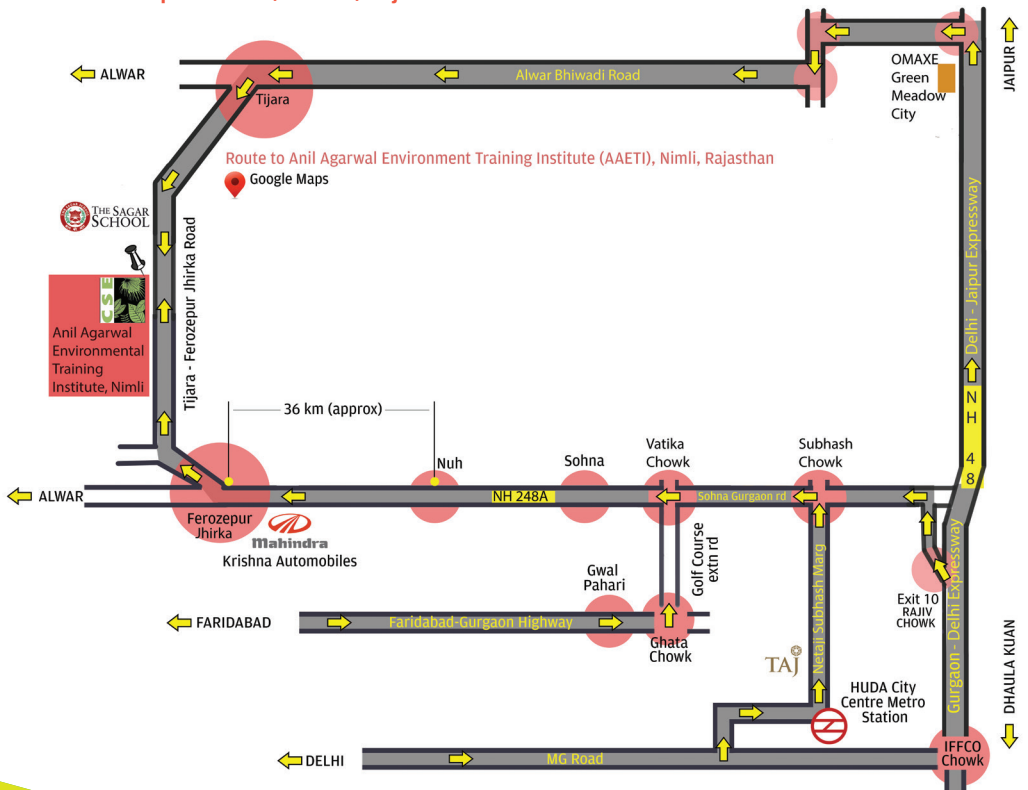 JAIPUR
ALWAR
Alwar Bhiwadi Road
OMAXE
Green
Meadow
City
Tijara
Route to Anil Agarwal Environment Training Institute (AAETI), Nimli, Rajasthan
Google Maps
THE SAGAR
SCHOOL
Tijara - Ferozepur Jhirka Road
Delhi - Jaipur Expressway
CSE
Anil Agarwal
Environmental
Training
Institute, Nimli
NH 48
36 km (approx)
Nuh
Sohna
Vatika
Chowk
Subhash
Chowk
ALWAR
NH 248A
Sohna Gurgaon rd
Ferozepur
Jhirka
Mahindra
Krishna Automobiles
Golf Course
extn rd
Netaji Subhash Marg
Gwal
Pahari
Exit 10
RAJIV
CHOWK
Gurgaon - Delhi Expressway
FARIDABAD
Faridabad-Gurgaon Highway
Ghata
Chowk
TAJ
HUDA City
Centre Metro
Station
DHAULA KUAN
DELHI
MG Road
IFFCO
Chowk